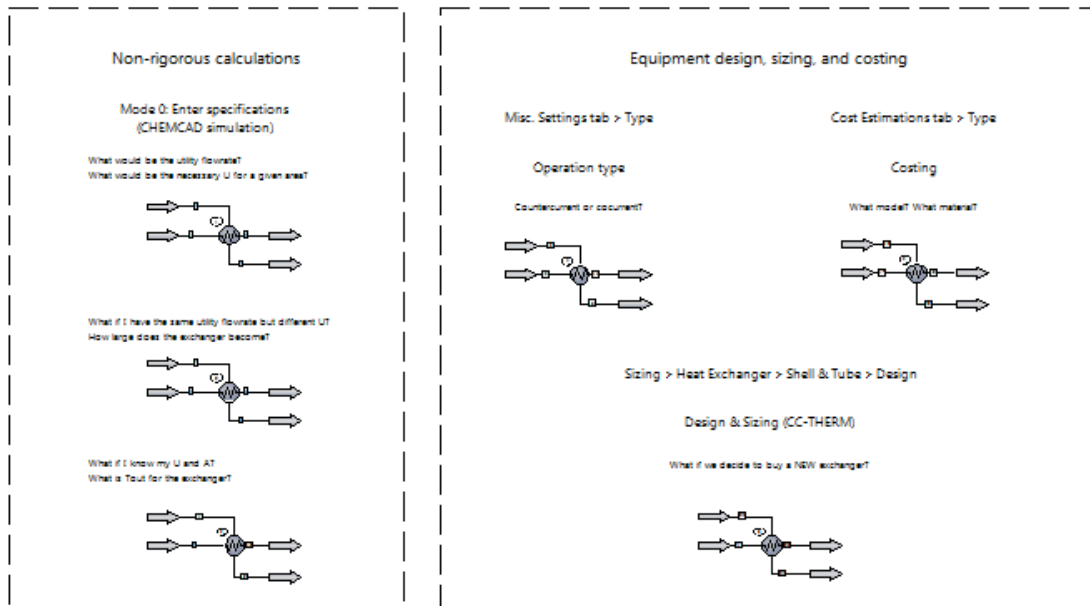 Non-rigorous calculations
Mode 0: Enter specifications
(CHEMCAD simulation)
What would be the utility flowrate?
What would be the necessary U for a given area?
What if I have the same utility flowrate but different U?
How large does the exchanger become?
What if I know my U and A?
What is Tout for the exchanger?
Equipment design, sizing, and costing
Misc. Settings tab > Type
Cost Estimations tab > Type
Operation type
Costing
Countercurrent or cocurrent?
What model? What material?
Sizing > Heat Exchanger > Shell & Tube > Design
Design & Sizing (CC-THERM)
What if we decide to buy a NEW exchanger?